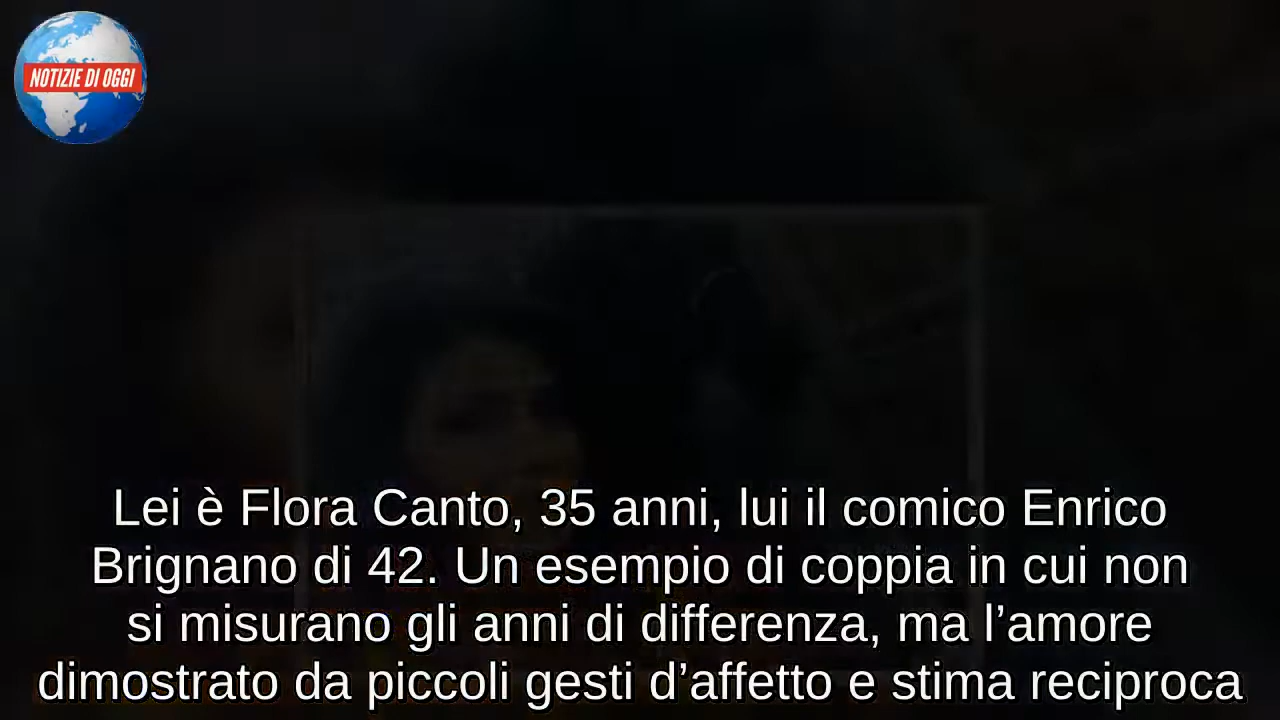 NOTIZIE DI OGGI
Lei è Flora Canto, 35 anni, lui il comico Enrico
Brignano di 42. Un esempio di coppia in cui non
si misurano gli anni di differenza, ma l’amore
dimostrato da piccoli gesti d’affetto e stima reciproca